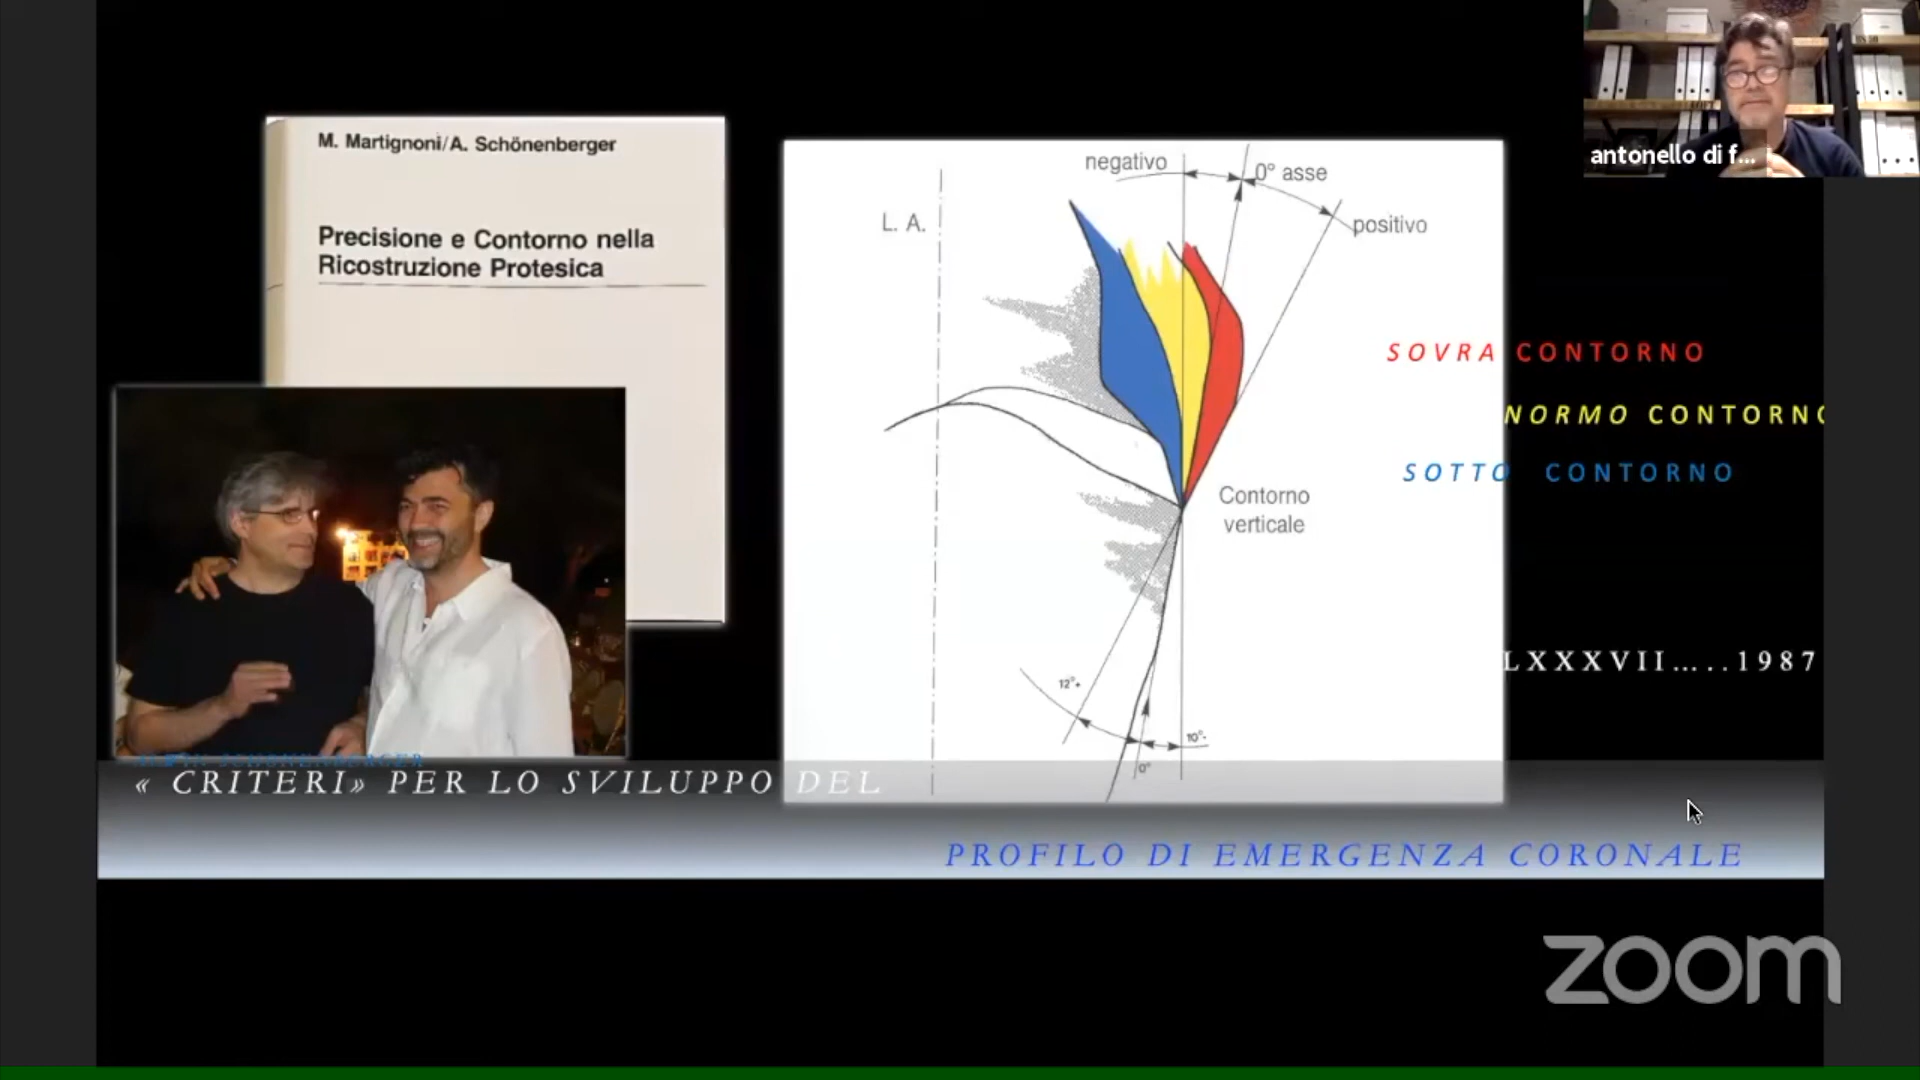 antonello di f...
M. Martignoni/A. Schönenberger
Precisione e Contorno nella
Ricostruzione Protesica
negativo
0° asse
positivo
L. A.
Contorno
verticale
12°+
0°
10°-
SOVRA CONTORNO
NORMO CONTORNO
SOTTO CONTORNO
LXXXVII.....1987
SCHONENBERGER
« CRITERI» PER LO SVILUPPO DEL
PROFILO DI EMERGENZA CORONALE
zoom